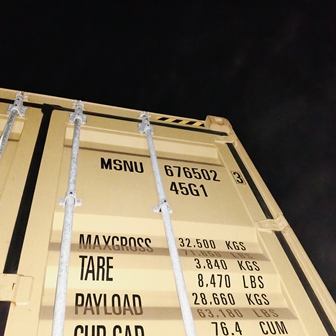 MSNU 676502 3
45G1
MAXGROSS 32.500 KGS
LBS
TARE 3.840 KGS
8,470 LBS
PAYLOAD 28.660 KGS
63,180 LBS
CUB.CAP. 76.4 CUM